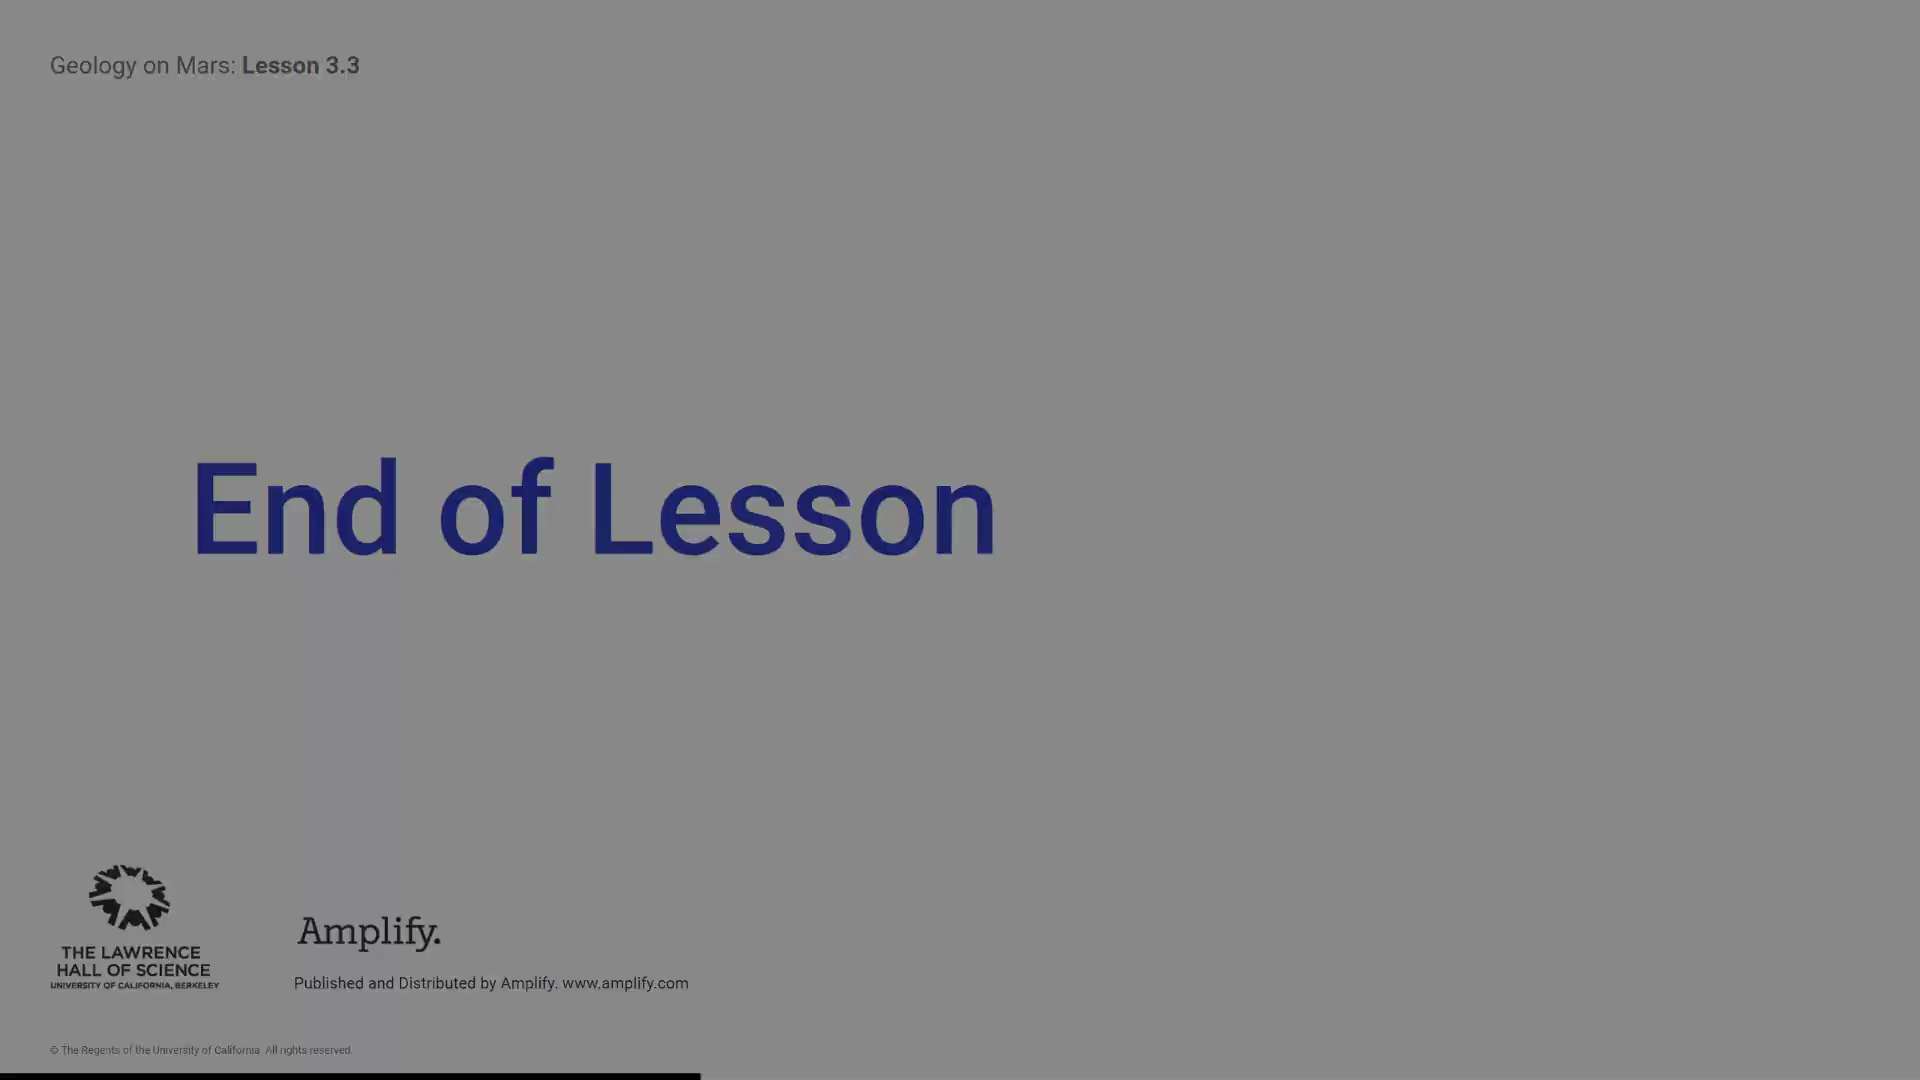 Geology on Mars: Lesson 3.3
End of Lesson
THE LAWRENCE
HALL OF SCIENCE
UNIVERSITY OF CALIFORNIA, BERKELEY
Amplify.
Published and Distributed by Amplify. www.amplify.com
© The Regents of the University of California. All rights reserved.